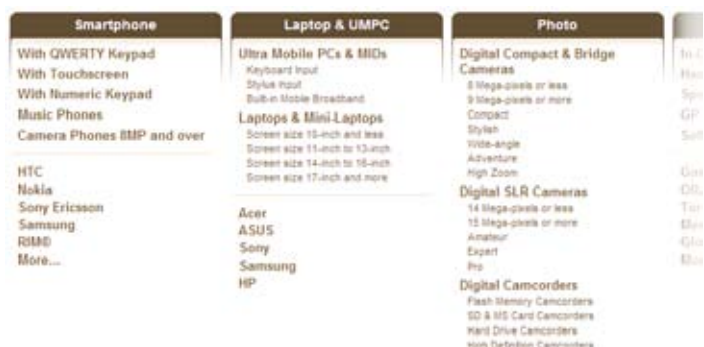 Smartphone
With QWERTY Keypad
With Touchscreen
With Numeric Keypad
Music Phones
Camera Phones 8MP and over
HTC
Nokia
Sony Ericsson
Samsung
RIM®
More...
Laptop & UMPC
Ultra Mobile PCs & MIDs
Keyboard Input
Stylus Input
Built-in Mobile Broadband
Laptops & Mini-Laptops
Screen size 10-inch and less
Screen size 11-inch to 13-inch
Screen size 14-inch to 16-inch
Screen size 17-inch and more
Acer
ASUS
Sony
Samsung
HP
Photo
Digital Compact & Bridge
Cameras
8 Mega-pixels or less
9 Mega-pixels or more
Compact
Stylish
Wide-angle
Adventure
High Zoom
Digital SLR Cameras
14 Mega-pixels or less
15 Mega-pixels or more
Amateur
Expert
Pro
Digital Camcorders
Flash Memory Camcorders
SD & MS Card Camcorders
Hard Drive Camcorders
High Definition Camcorders
GP